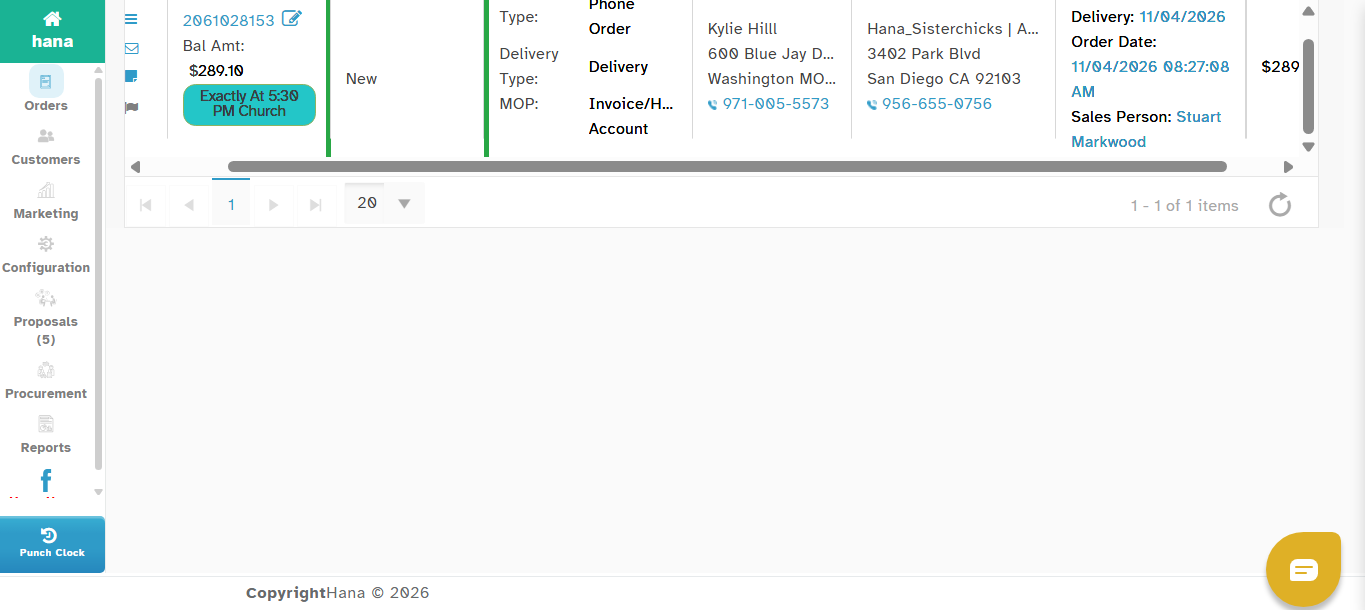 hana
Orders
Customers
Marketing
Configuration
Proposals
(5)
Procurement
Reports
Punch Clock
2061028153
Bal Amt:
$289.10
Exactly At 5:30
PM Church
New
Type:
Phone
Order
Delivery
Type:
Delivery
MOP:
Invoice/H...
Account
Kylie Hilll
600 Blue Jay D...
Washington MO...
971-005-5573
Hana_Sisterchicks | A...
3402 Park Blvd
San Diego CA 92103
956-655-0756
Delivery: 11/04/2026
Order Date:
11/04/2026 08:27:08
AM
Sales Person: Stuart
Markwood
$289
1
20
1 - 1 of 1 items
CopyrightHana © 2026